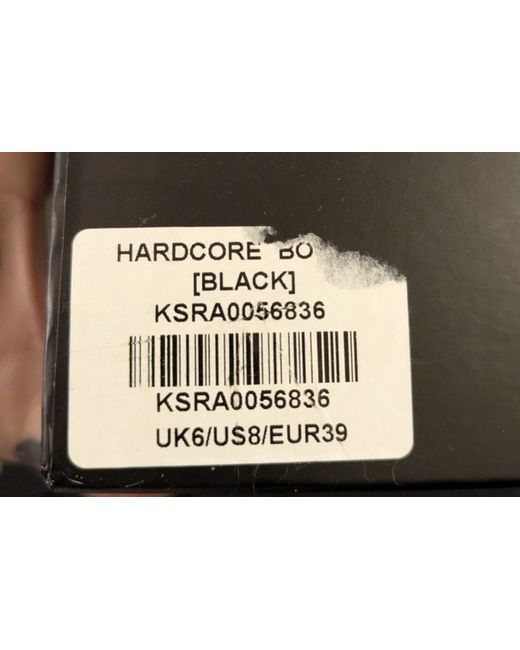 HARDCORE BO
[BLACK]
KSRA0056836
KSRA0056836
UK6/US8/EUR39